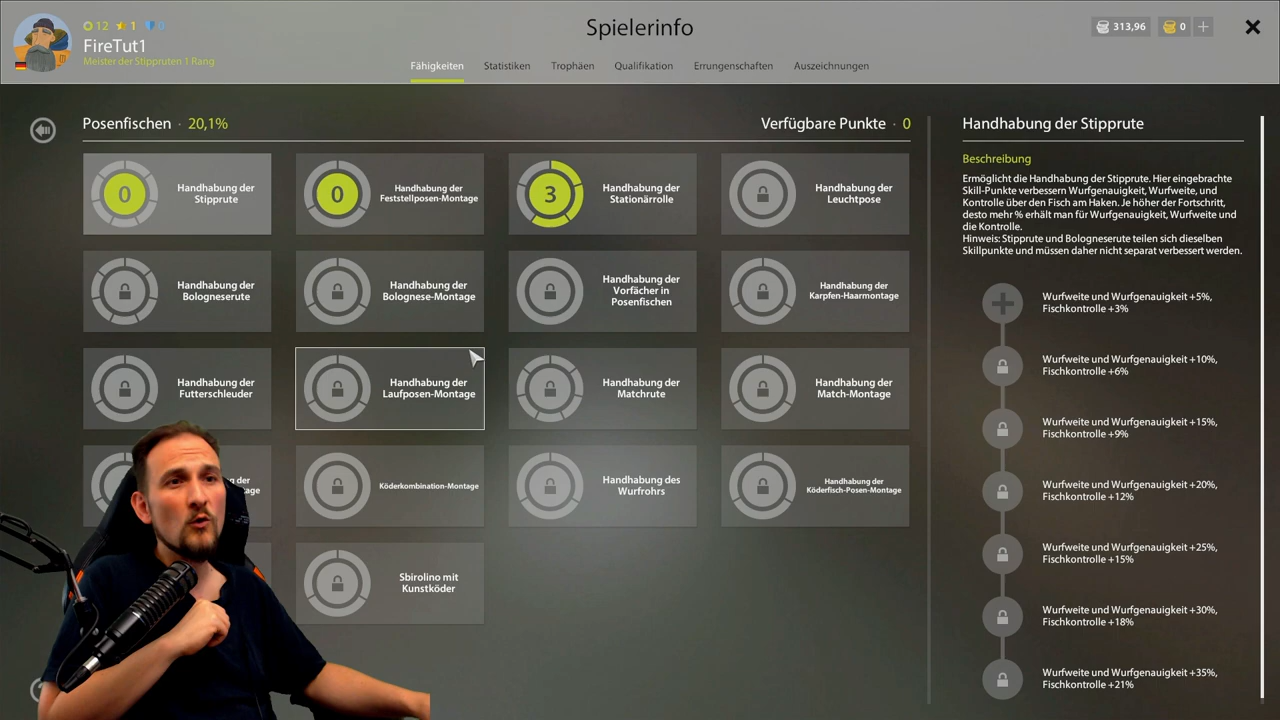 12 1 0
FireTut1
Meister der Stippruten 1 Rang
Spielerinfo
313,96 0
Fähigkeiten Statistiken Trophäen Qualifikation Errungenschaften Auszeichnungen
Posenfischen · 20,1%
Verfügbare Punkte · 0
0 Handhabung der
Stipprute
0 Handhabung der
Feststellposen-Montage
3 Handhabung der
Stationärrolle
Handhabung der
Leuchtpose
Handhabung der
Bologneserute
Handhabung der
Bolognese-Montage
Handhabung der
Vorfächer in
Posenfischen
Handhabung der
Karpfen-Haarmontage
Handhabung der
Futterschleuder
Handhabung der
Laufposen-Montage
Handhabung der
Matchrute
Handhabung der
Match-Montage
Köderkombination-Montage
Handhabung des
Wurfrohrs
Handhabung der
Köderfisch-Posen-Montage
Sbirolino mit
Kunstköder
Handhabung der Stipprute
Beschreibung
Ermöglicht die Handhabung der Stipprute. Hier eingebrachte
Skill-Punkte verbessern Wurfgenauigkeit, Wurfweite, und
Kontrolle über den Fisch am Haken. Je höher der Fortschritt,
desto mehr % erhält man für Wurfgenauigkeit, Wurfweite und
die Kontrolle.
Hinweis: Stipprute und Bologneserute teilen sich dieselben
Skillpunkte und müssen daher nicht separat verbessert werden.
Wurfweite und Wurfgenauigkeit +5%,
Fischkontrolle +3%
Wurfweite und Wurfgenauigkeit +10%,
Fischkontrolle +6%
Wurfweite und Wurfgenauigkeit +15%,
Fischkontrolle +9%
Wurfweite und Wurfgenauigkeit +20%,
Fischkontrolle +12%
Wurfweite und Wurfgenauigkeit +25%,
Fischkontrolle +15%
Wurfweite und Wurfgenauigkeit +30%,
Fischkontrolle +18%
Wurfweite und Wurfgenauigkeit +35%,
Fischkontrolle +21%